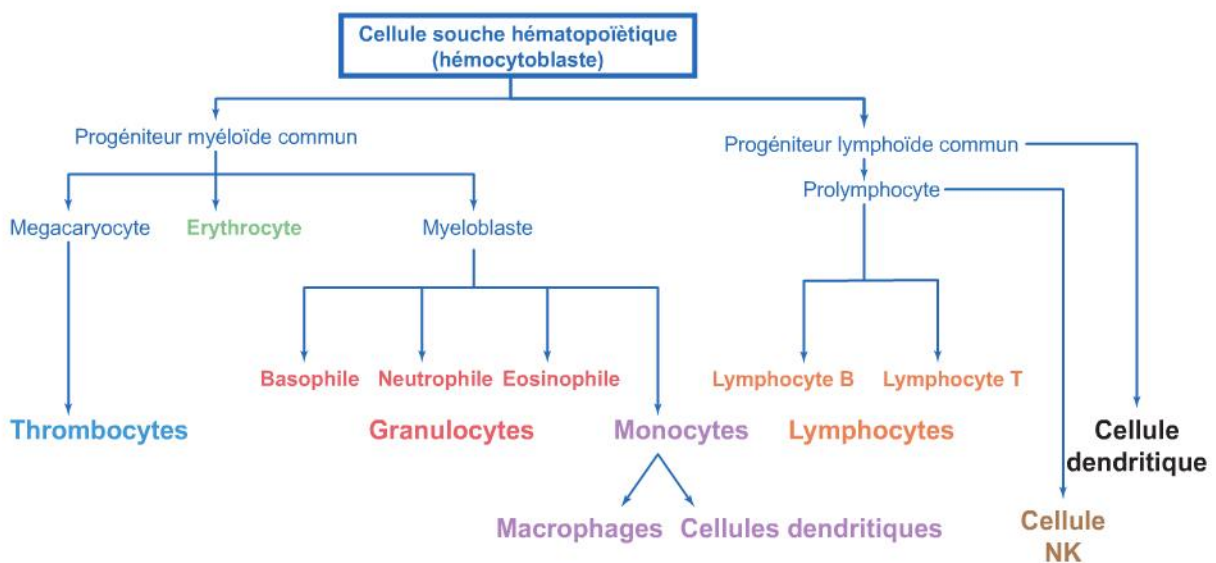 Cellule souche hématopoïètique
(hémocytoblaste)
Progéniteur myéloïde commun
Progéniteur lymphoïde commun
Prolymphocyte
Megacaryocyte
Erythrocyte
Myeloblaste
Basophile
Neutrophile
Eosinophile
Lymphocyte B
Lymphocyte T
Thrombocytes
Granulocytes
Monocytes
Lymphocytes
Cellule
dendritique
Macrophages
Cellules dendritiques
Cellule
NK